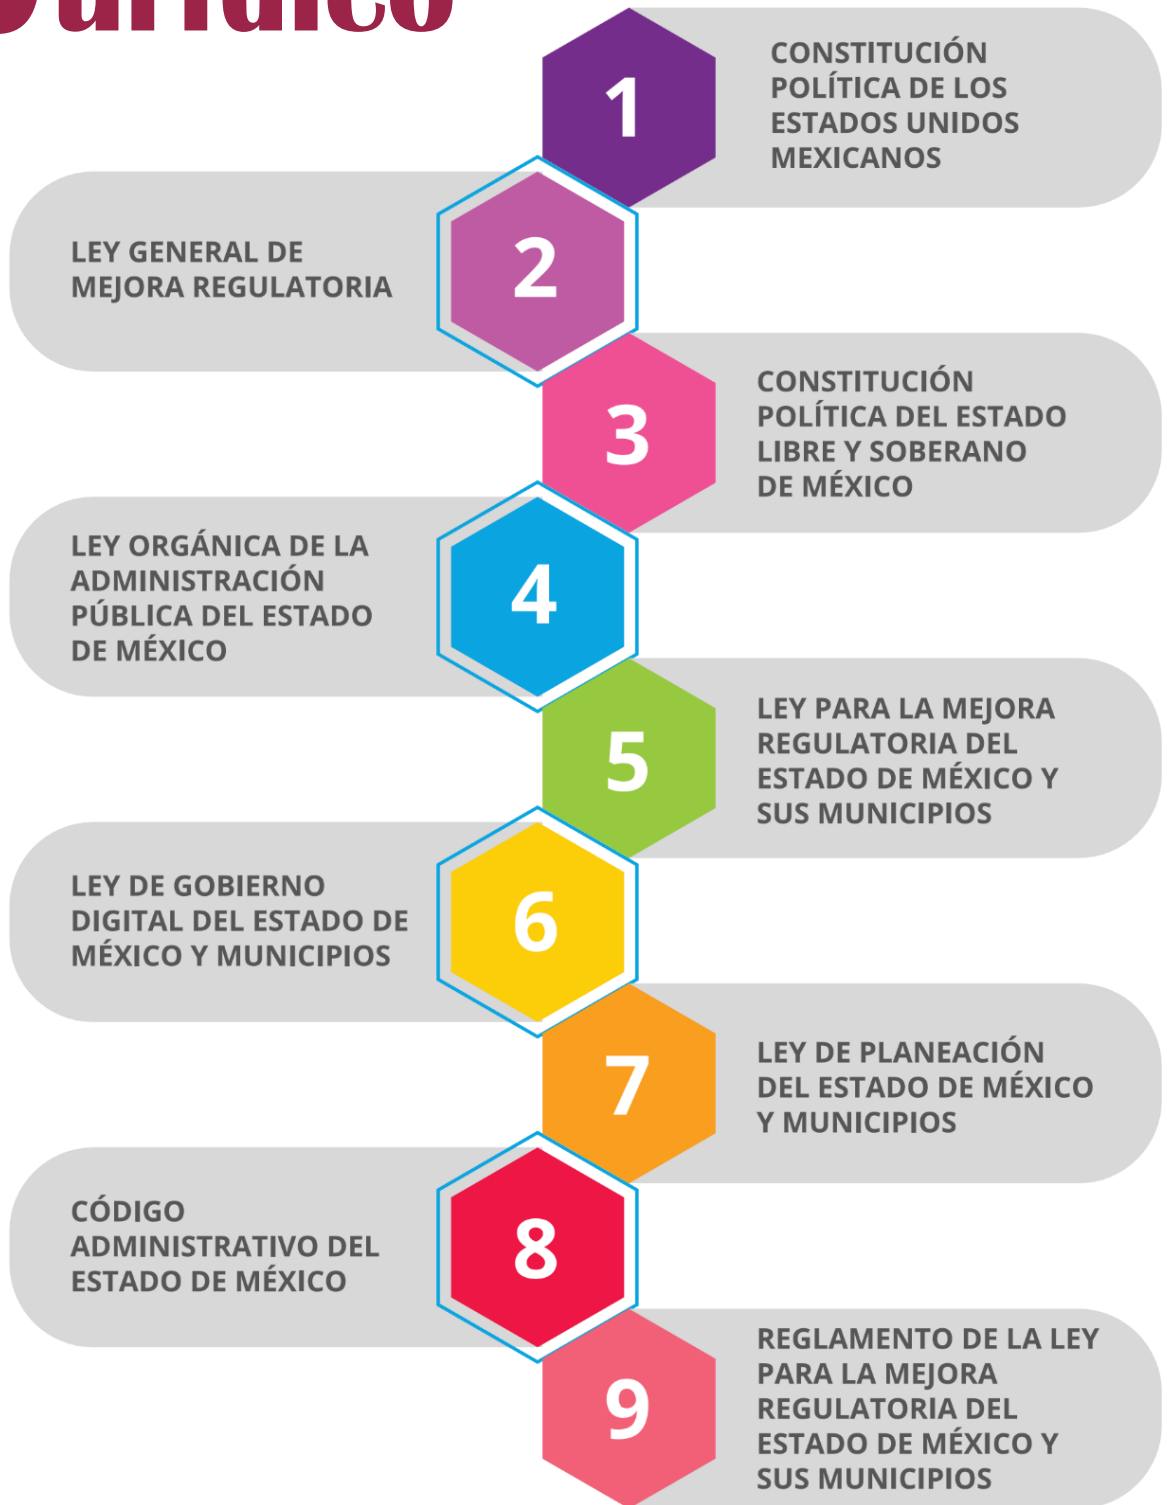 Jurídico
1
CONSTITUCIÓN
POLÍTICA DE LOS
ESTADOS UNIDOS
MEXICANOS
2
LEY GENERAL DE
MEJORA REGULATORIA
3
CONSTITUCIÓN
POLÍTICA DEL ESTADO
LIBRE Y SOBERANO
DE MÉXICO
4
LEY ORGÁNICA DE LA
ADMINISTRACIÓN
PÚBLICA DEL ESTADO
DE MÉXICO
5
LEY PARA LA MEJORA
REGULATORIA DEL
ESTADO DE MÉXICO Y
SUS MUNICIPIOS
6
LEY DE GOBIERNO
DIGITAL DEL ESTADO DE
MÉXICO Y MUNICIPIOS
7
LEY DE PLANEACIÓN
DEL ESTADO DE MÉXICO
Y MUNICIPIOS
8
CÓDIGO
ADMINISTRATIVO DEL
ESTADO DE MÉXICO
9
REGLAMENTO DE LA LEY
PARA LA MEJORA
REGULATORIA DEL
ESTADO DE MÉXICO Y
SUS MUNICIPIOS